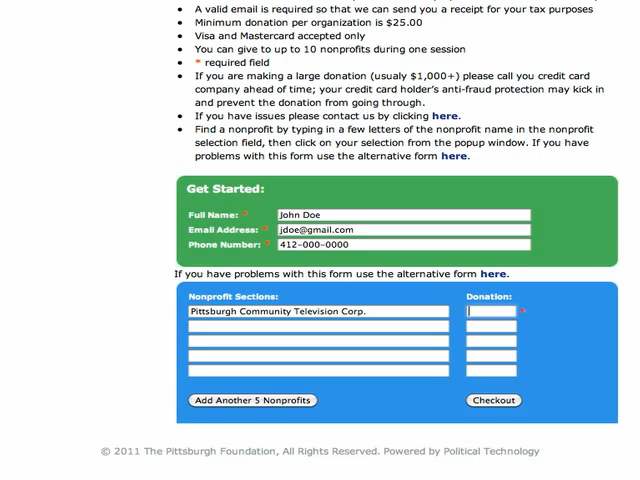 A valid email is required so that we can send you a receipt for your tax purposes
Minimum donation per organization is $25.00
Visa and Mastercard accepted only
You can give to up to 10 nonprofits during one session
* required field
If you are making a large donation (usualy $1,000+) please call you credit card
company ahead of time; your credit card holder's anti-fraud protection may kick in
and prevent the donation from going through.
If you have issues please contact us by clicking here.
Find a nonprofit by typing in a few letters of the nonprofit name in the nonprofit
selection field, then click on your selection from the popup window. If you have
problems with this form use the alternative form here.
Get Started:
Full Name: * John Doe
Email Address: * jdoe@gmail.com
Phone Number: * 412-000-0000
If you have problems with this form use the alternative form here.
Nonprofit Sections: Donation:
Pittsburgh Community Television Corp. *
Add Another 5 Nonprofits Checkout
© 2011 The Pittsburgh Foundation, All Rights Reserved. Powered by Political Technology